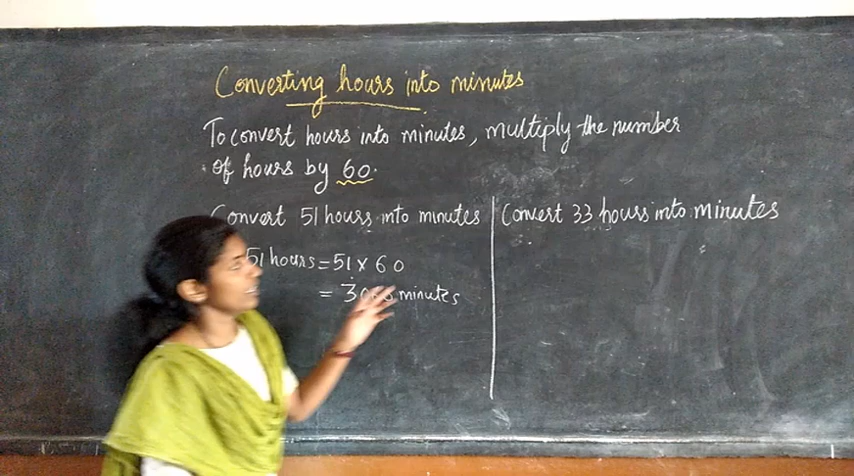 Converting hours into minutes
To convert hours into minutes, multiply the number
of hours by 60.
Convert 51 hours into minutes
51 hours = 51 x 60
= minutes
Convert 33 hours into minutes